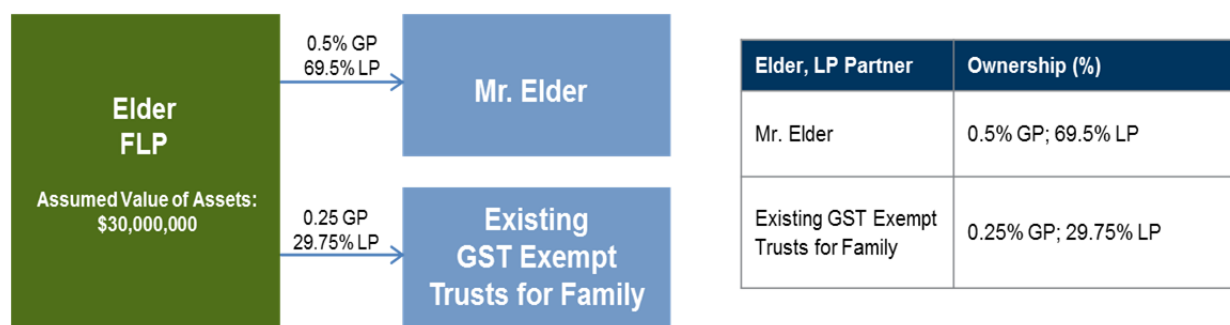 Elder
FLP
Assumed Value of Assets:
$30,000,000
0.5% GP
69.5% LP
Mr. Elder
0.25 GP
29.75% LP
Existing
GST Exempt
Trusts for Family
Elder, LP Partner
Ownership (%)
Mr. Elder
0.5% GP; 69.5% LP
Existing GST Exempt
Trusts for Family
0.25% GP; 29.75% LP